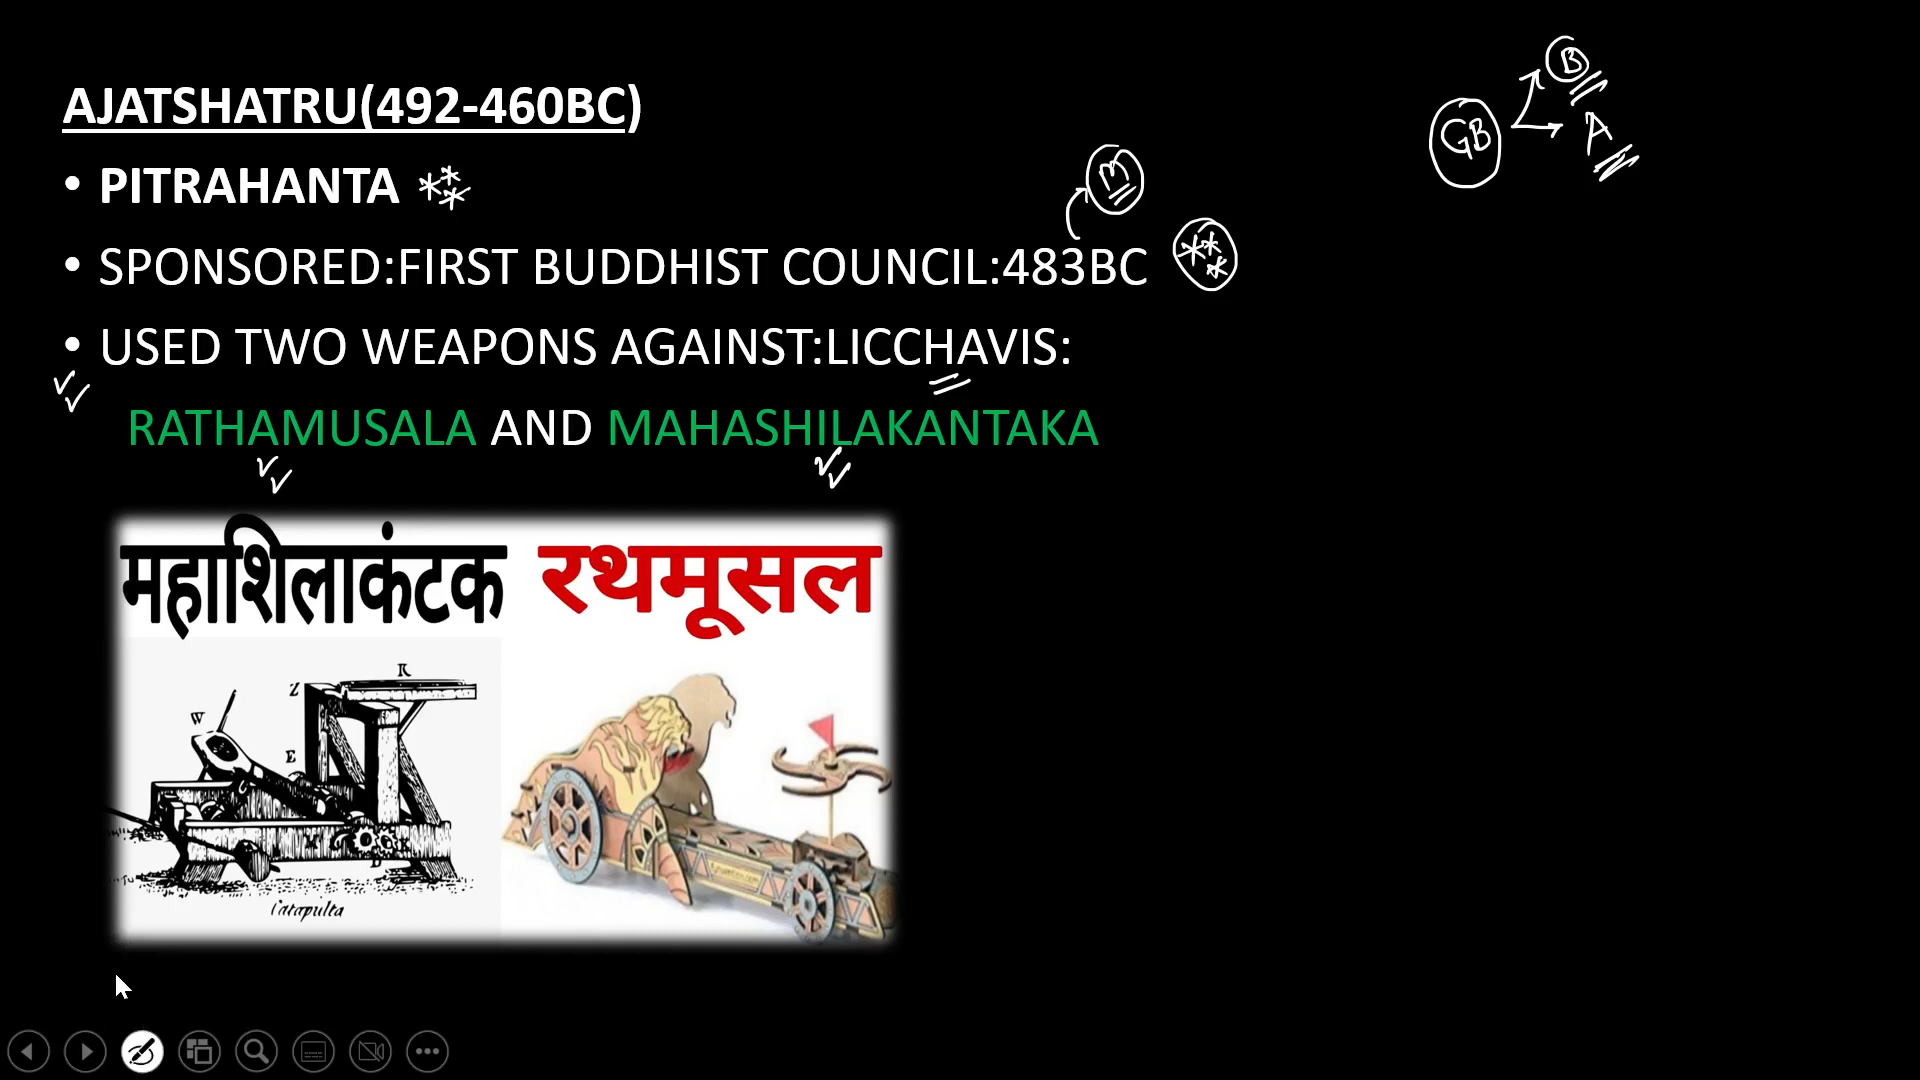 AJATSHATRU(492-460BC)
• PITRAHANTA
• SPONSORED:FIRST BUDDHIST COUNCIL:483BC
• USED TWO WEAPONS AGAINST:LICCHAVIS:
RATHAMUSALA AND MAHASHILAKANTAKA
GB
B
A
M
महाशिलाकंटक रथमूसल
R
Z
W
E
Catapulta